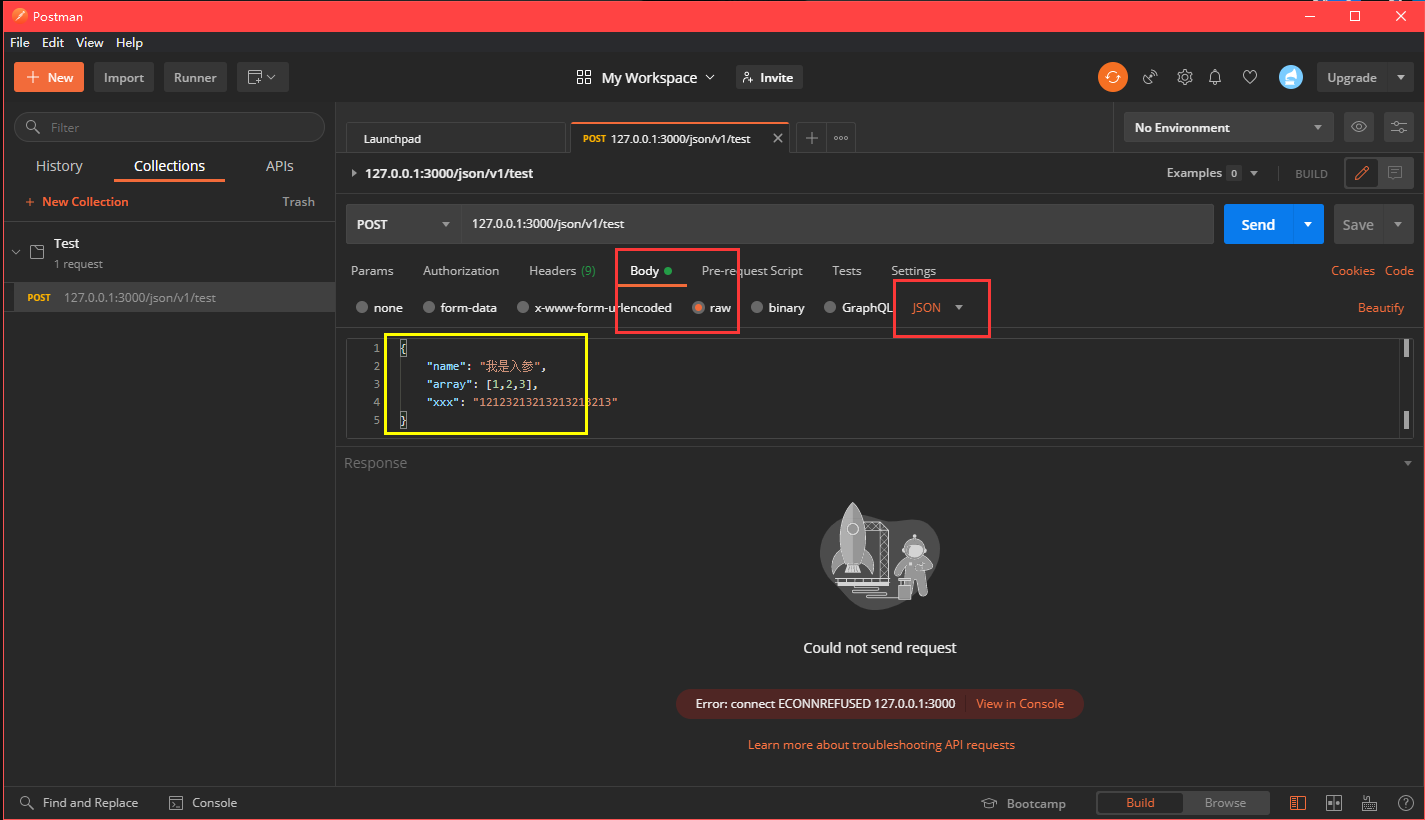 Postman
File Edit View Help
New Import Runner My Workspace Invite Upgrade
Filter
History Collections APIs
+ New Collection Trash
Test
1 request
POST 127.0.0.1:3000/json/v1/test
Launchpad POST 127.0.0.1:3000/json/v1/test No Environment
127.0.0.1:3000/json/v1/test Examples 0 BUILD
POST 127.0.0.1:3000/json/v1/test Send Save
Params Authorization Headers (9) Body Pre-request Script Tests Settings Cookies Code
none form-data x-www-form-urlencoded raw binary GraphQL JSON Beautify
1 {
2 "name": "我是入参",
3 "array": [1,2,3],
4 "xxx": "12123213213213213213"
5 }
Response
Could not send request
Error: connect ECONNREFUSED 127.0.0.1:3000 View in Console
Learn more about troubleshooting API requests
Find and Replace Console Bootcamp Build Browse